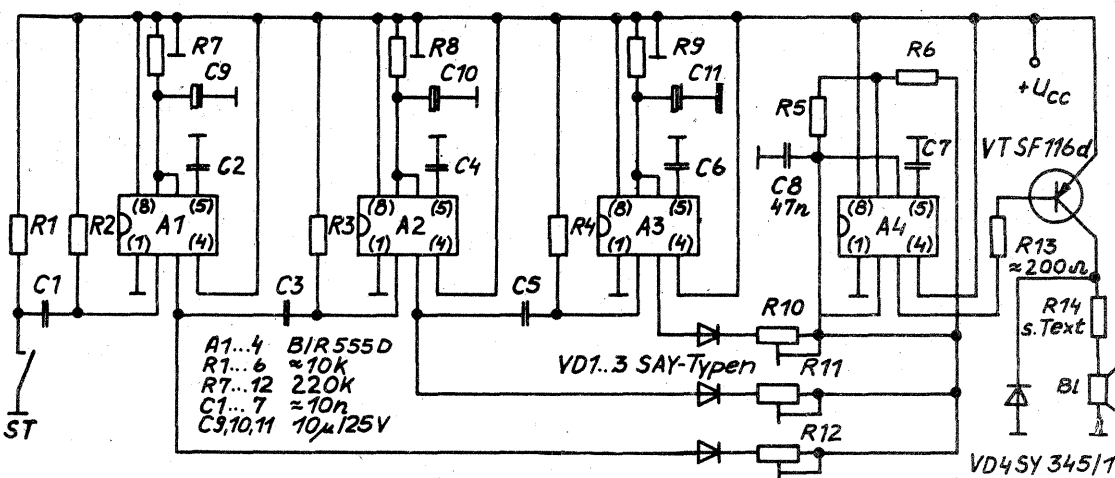 R7
R8
R9
R6
C9
C10
C11
R5
+Ucc
C2
C4
C6
C7
VT SF116d
C8
47n
(8) (5)
A1
(1) (4)
(8) (5)
A2
(1) (4)
(8) (5)
A3
(1) (4)
(8) (5)
A4
(1) (4)
R1
R2
R3
R4
R13
≈200Ω
C1
C3
C5
R10
R14
s.Text
A1...4 B/R555D
R1...6 ≈10k
R7...12 220K
C1...7 ≈10n
C9,10,11 10µ/25V
VD1..3 SAY-Typen
R11
Bl
ST
R12
VD4 SY 345/1